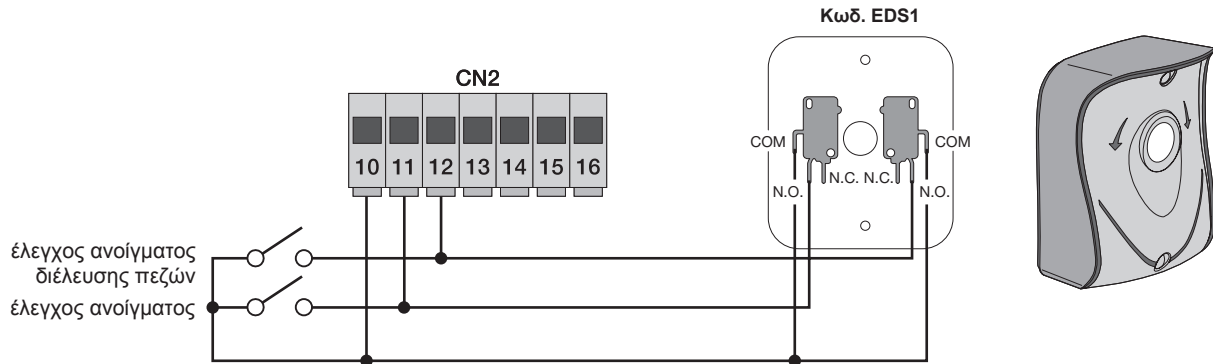 Κωδ. EDS1
CN2
10 11 12 13 14 15 16
COM COM
N.C. N.C.
N.O. N.O.
έλεγχος ανοίγματος
διέλευσης πεζών
έλεγχος ανοίγματος